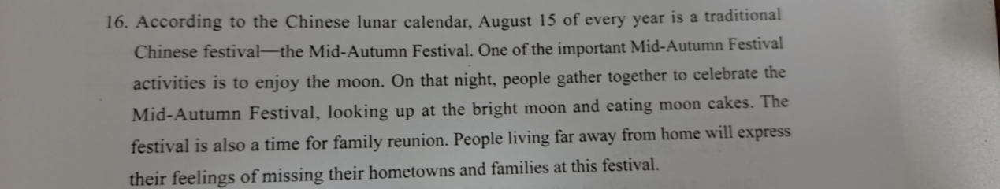 16. According to the Chinese lunar calendar, August 15 of every year is a traditional
Chinese festival—the Mid-Autumn Festival. One of the important Mid-Autumn Festival
activities is to enjoy the moon. On that night, people gather together to celebrate the
Mid-Autumn Festival, looking up at the bright moon and eating moon cakes. The
festival is also a time for family reunion. People living far away from home will express
their feelings of missing their hometowns and families at this festival.